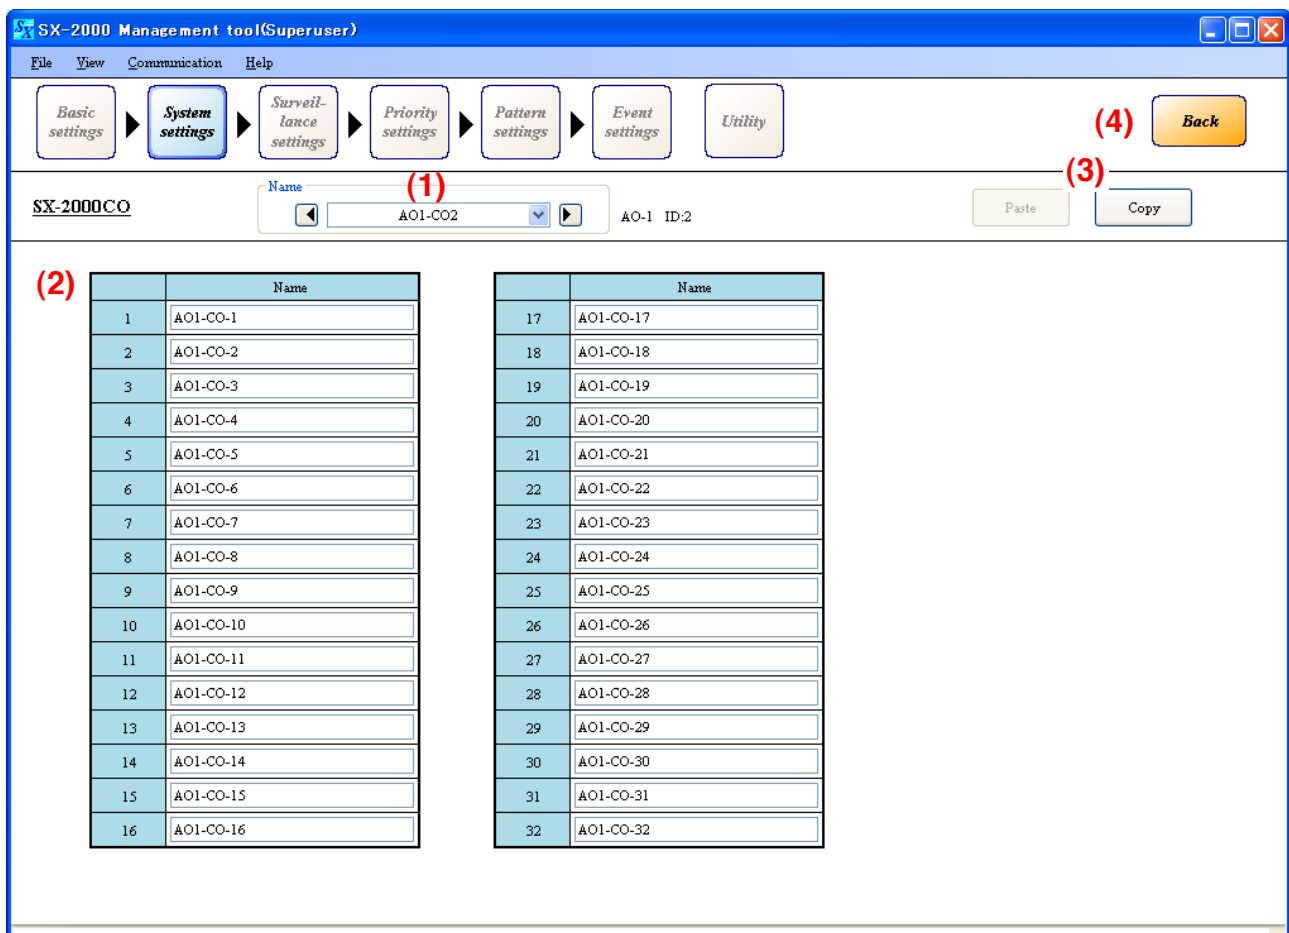 SX SX-2000 Management tool(Superuser)
File View Communication Help
Basic settings
System settings
Surveil-lance settings
Priority settings
Pattern settings
Event settings
Utility
(4)
Back
SX-2000CO
Name
(1)
AO1-CO2
AO-1 ID:2
(3)
Paste
Copy
(2)
Name
1 AO1-CO-1
2 AO1-CO-2
3 AO1-CO-3
4 AO1-CO-4
5 AO1-CO-5
6 AO1-CO-6
7 AO1-CO-7
8 AO1-CO-8
9 AO1-CO-9
10 AO1-CO-10
11 AO1-CO-11
12 AO1-CO-12
13 AO1-CO-13
14 AO1-CO-14
15 AO1-CO-15
16 AO1-CO-16
Name
17 AO1-CO-17
18 AO1-CO-18
19 AO1-CO-19
20 AO1-CO-20
21 AO1-CO-21
22 AO1-CO-22
23 AO1-CO-23
24 AO1-CO-24
25 AO1-CO-25
26 AO1-CO-26
27 AO1-CO-27
28 AO1-CO-28
29 AO1-CO-29
30 AO1-CO-30
31 AO1-CO-31
32 AO1-CO-32